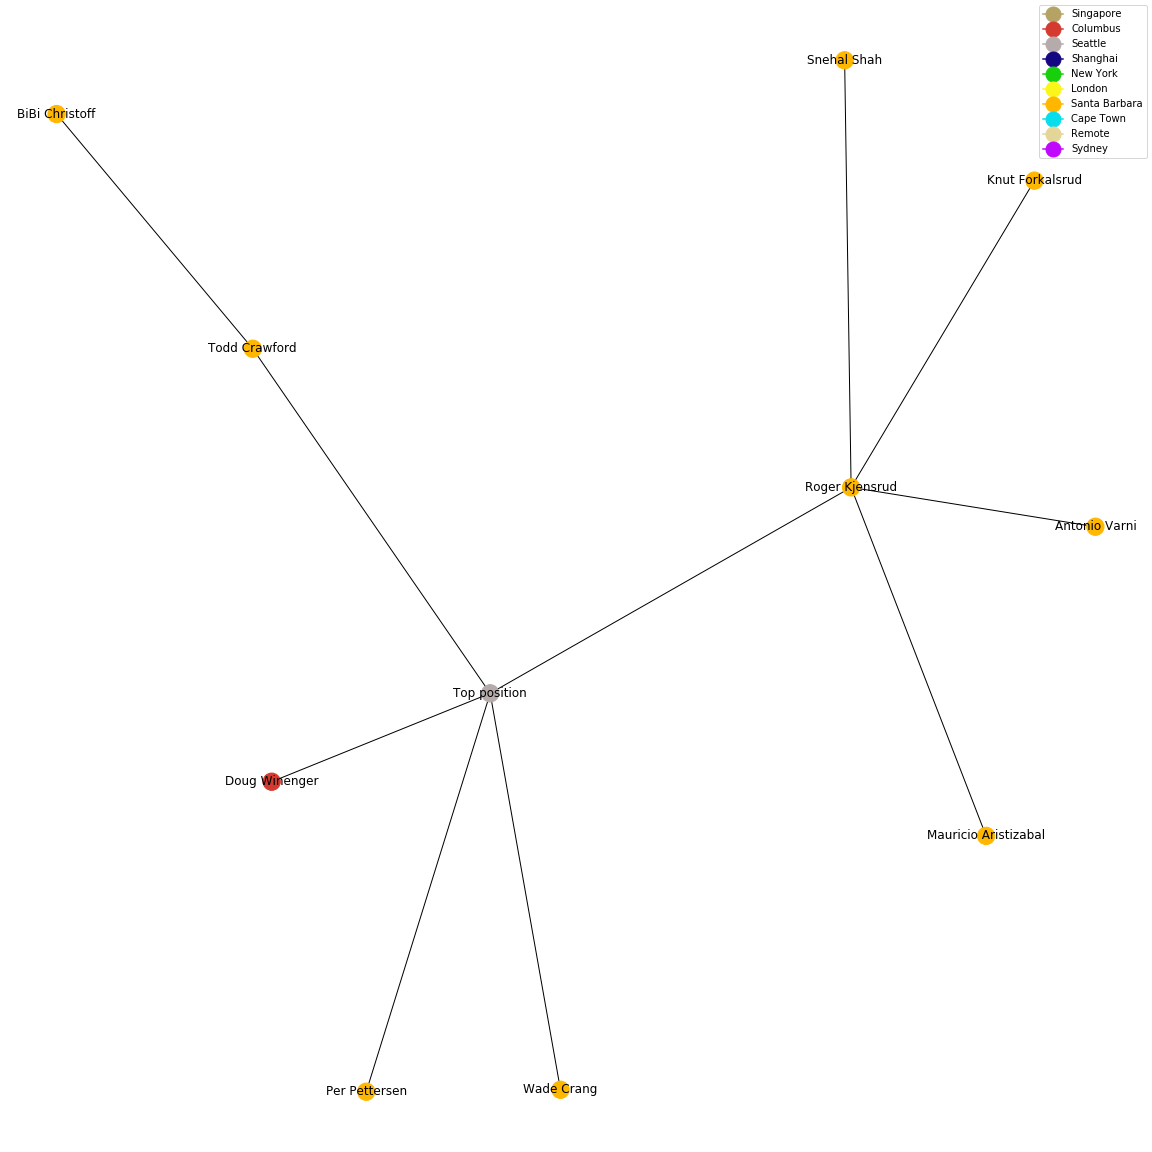 Singapore
Columbus
Seattle
Shanghai
New York
London
Santa Barbara
Cape Town
Remote
Sydney
Snehal Shah
BiBi Christoff
Knut Forkalsrud
Todd Crawford
Roger Kjensrud
Antonio Varni
Top position
Doug Winenger
Mauricio Aristizabal
Per Pettersen
Wade Crang